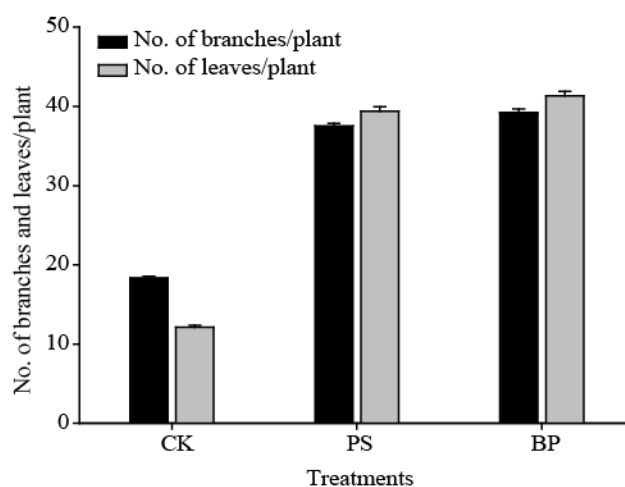 50
No. of branches/plant
No. of leaves/plant
40
30
20
10
0
No. of branches and leaves/plant
CK PS BP
Treatments